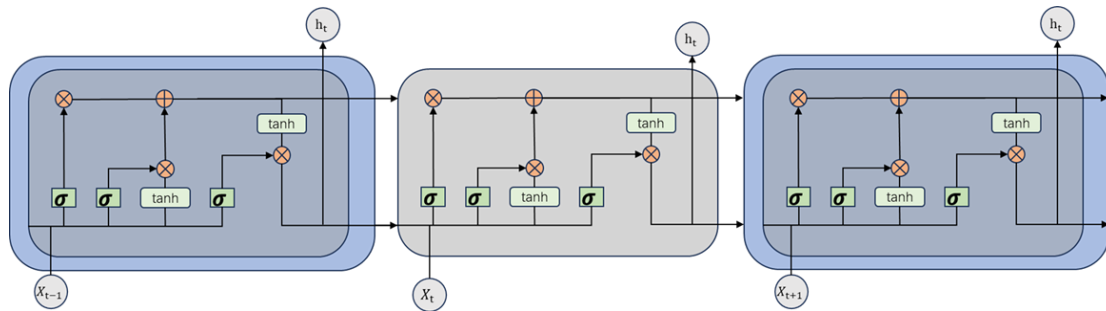 h_t h_t h_t
tanh tanh tanh
σ σ tanh σ σ σ tanh σ σ σ tanh σ
X_{t-1} X_t X_{t+1}